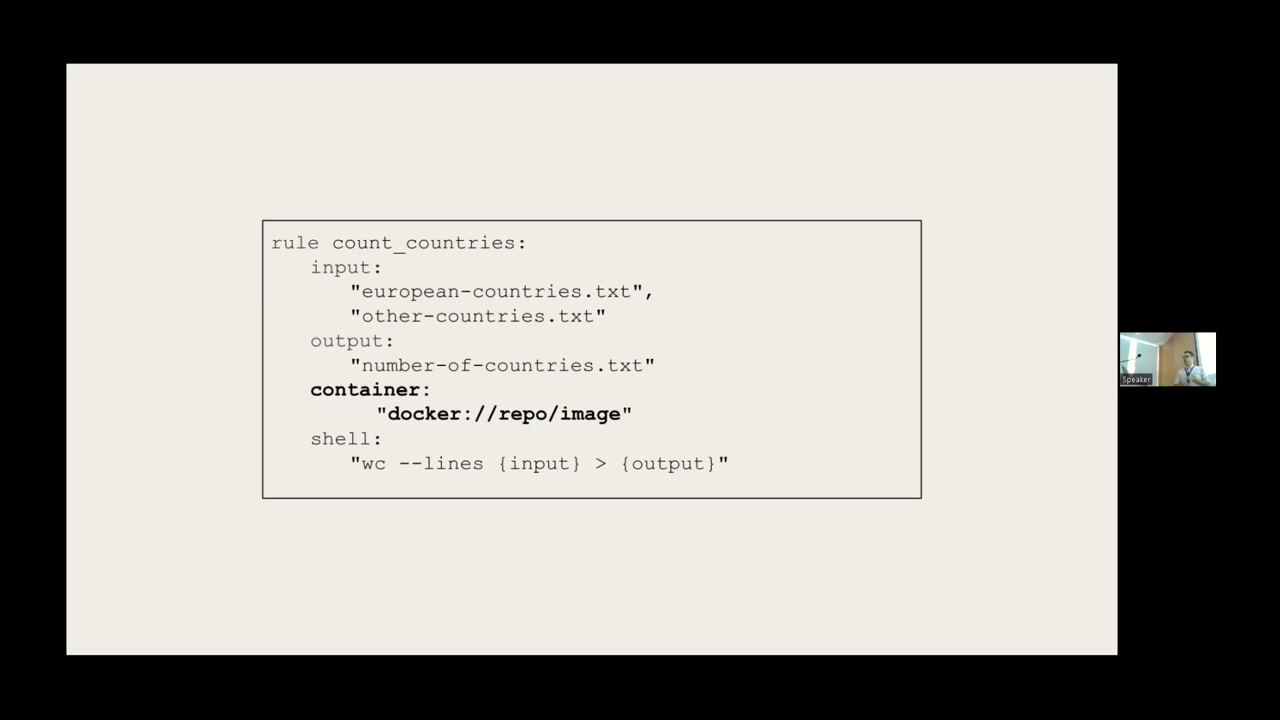 rule count_countries:
input:
"european-countries.txt",
"other-countries.txt"
output:
"number-of-countries.txt"
container:
"docker://repo/image"
shell:
"wc --lines {input} > {output}"
Speaker